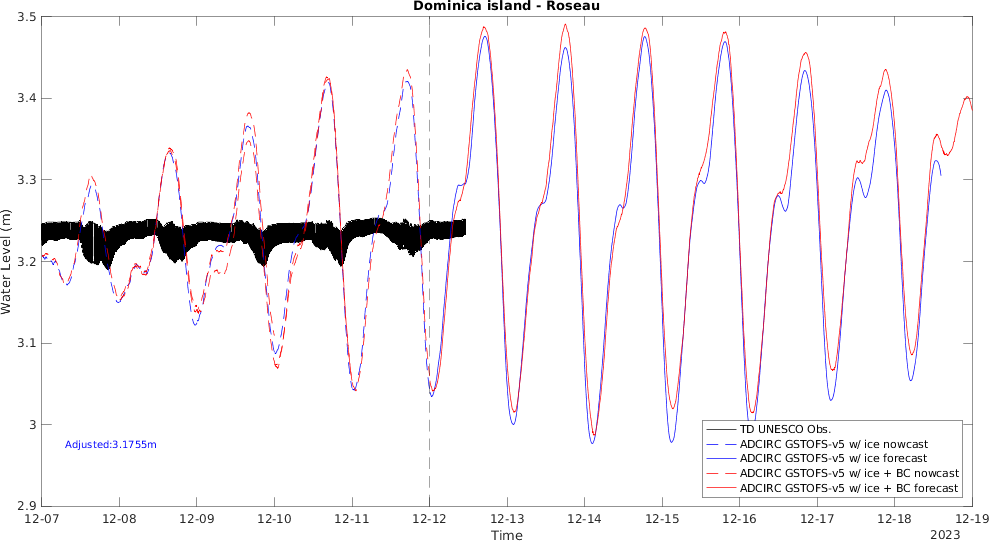 Dominica island - Roseau
3.5
3.4
3.3
3.2
3.1
3
2.9
Water Level (m)
Adjusted:3.1755m
TD UNESCO Obs.
ADCIRC GSTOFS-v5 w/ ice nowcast
ADCIRC GSTOFS-v5 w/ ice forecast
ADCIRC GSTOFS-v5 w/ ice + BC nowcast
ADCIRC GSTOFS-v5 w/ ice + BC forecast
12-07 12-08 12-09 12-10 12-11 12-12 12-13 12-14 12-15 12-16 12-17 12-18 12-19
Time
2023